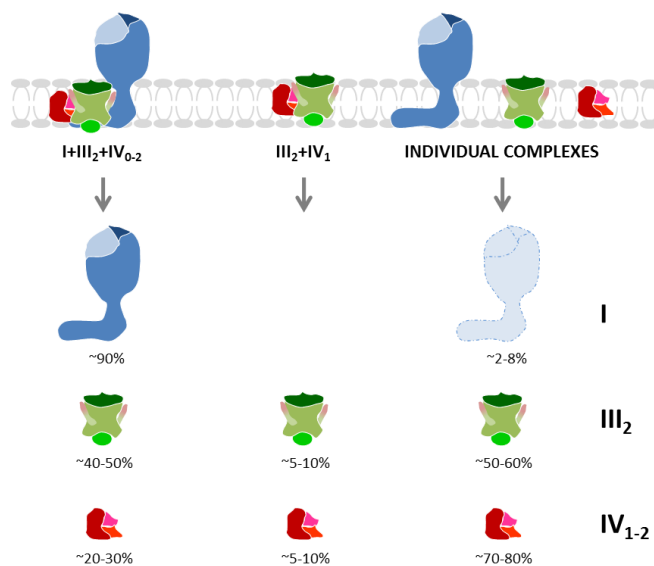 I+III₂+IV₀₋₂ III₂+IV₁ INDIVIDUAL COMPLEXES
I
~90% ~2-8%
III₂
~40-50% ~5-10% ~50-60%
IV₁₋₂
~20-30% ~5-10% ~70-80%